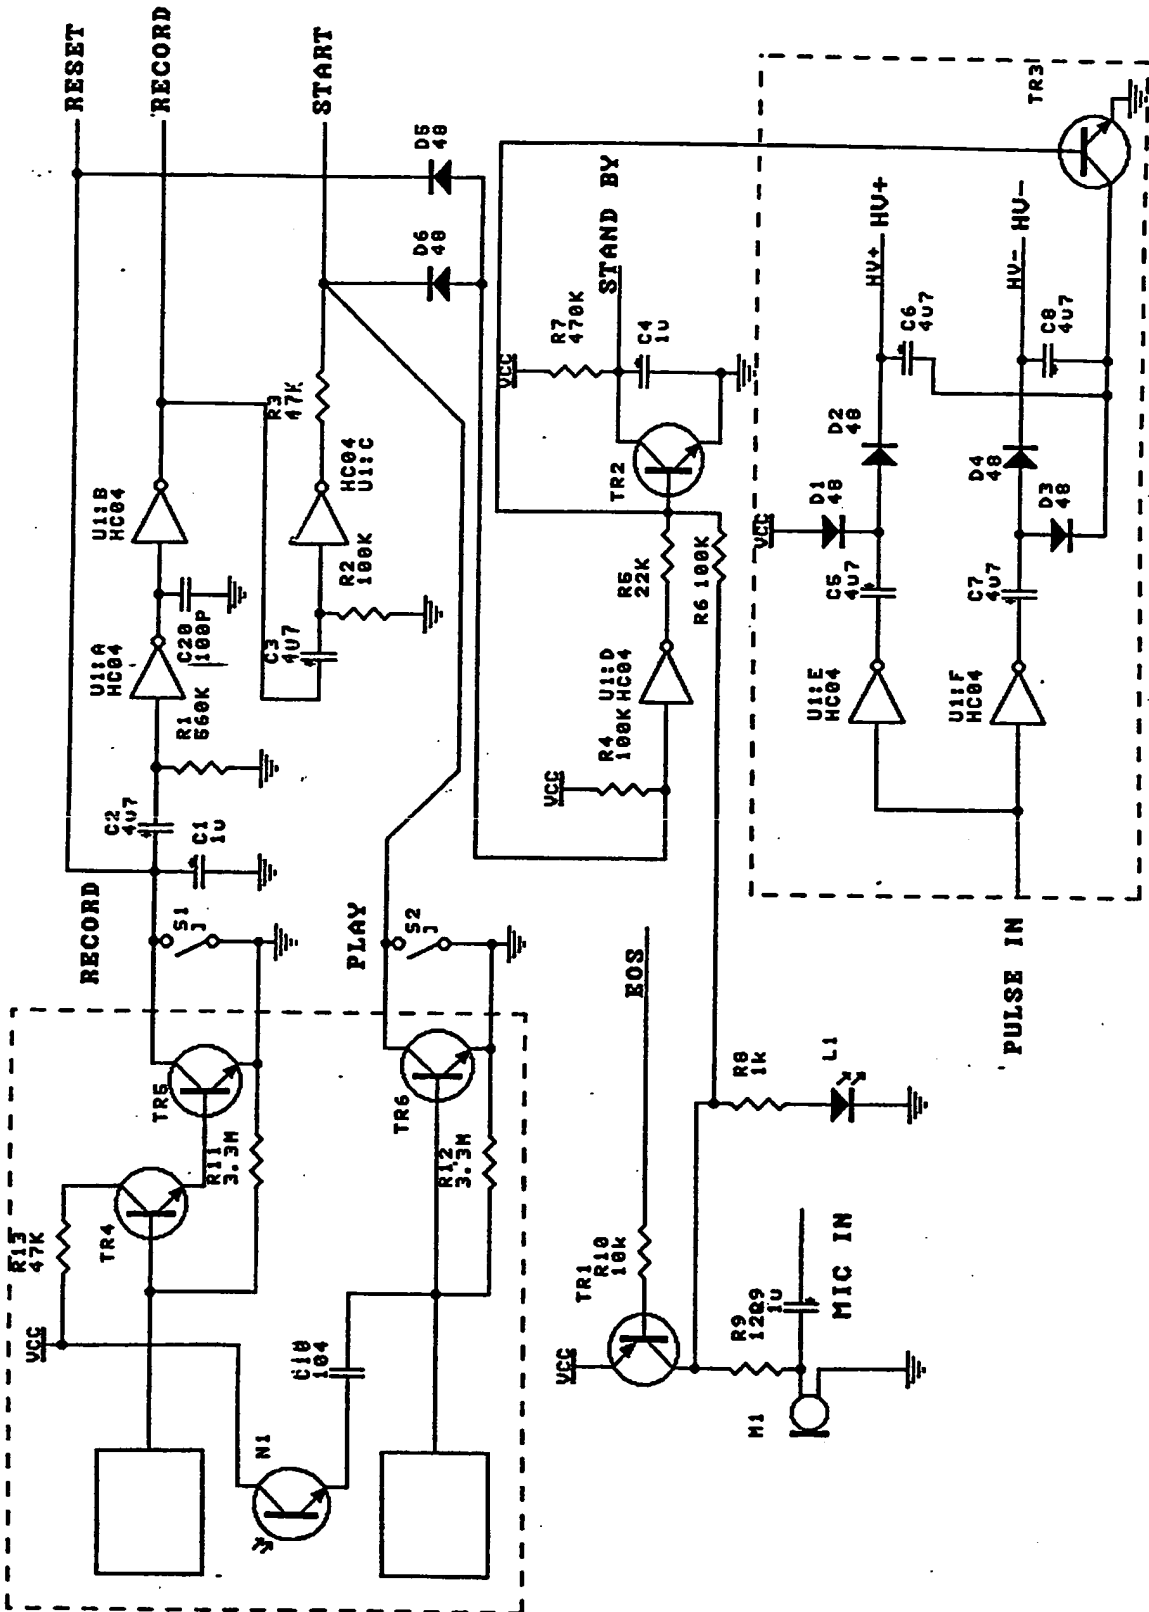 RESET
RECORD
START
D5
48
D6
48
U1:B
HC04
R3
47K
HC04
U1:C
R2
100K
U1:A
HC04
C20
100P
C3
4U7
R1
560K
C2
4U7
C1
1U
RECORD
S1
PLAY
S2
TR5
R11
3.3M
TR4
R13
47K
VCC
TR6
R12
3.3M
C10
104
N1
STAND BY
R7
470K
VCC
C4
1U
TR2
R5
22K
R6 100K
U1:D
HC04
R4
100K
VCC
EOS
R8
1k
L1
TR1
R10
10k
VCC
R9
12Q9
1U
MIC IN
M1
TR3
HV+ HV+
HV- HV-
C6
4U7
C8
4U7
D2
48
D4
48
D1
48
D3
48
VCC
C5
4U7
C7
4U7
U1:E
HC04
U1:F
HC04
PULSE IN